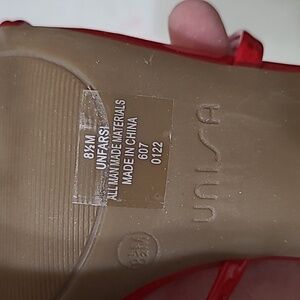 8½M
UNFARSI
ALL MAN MADE MATERIALS
MADE IN CHINA
607
0122
UNISA